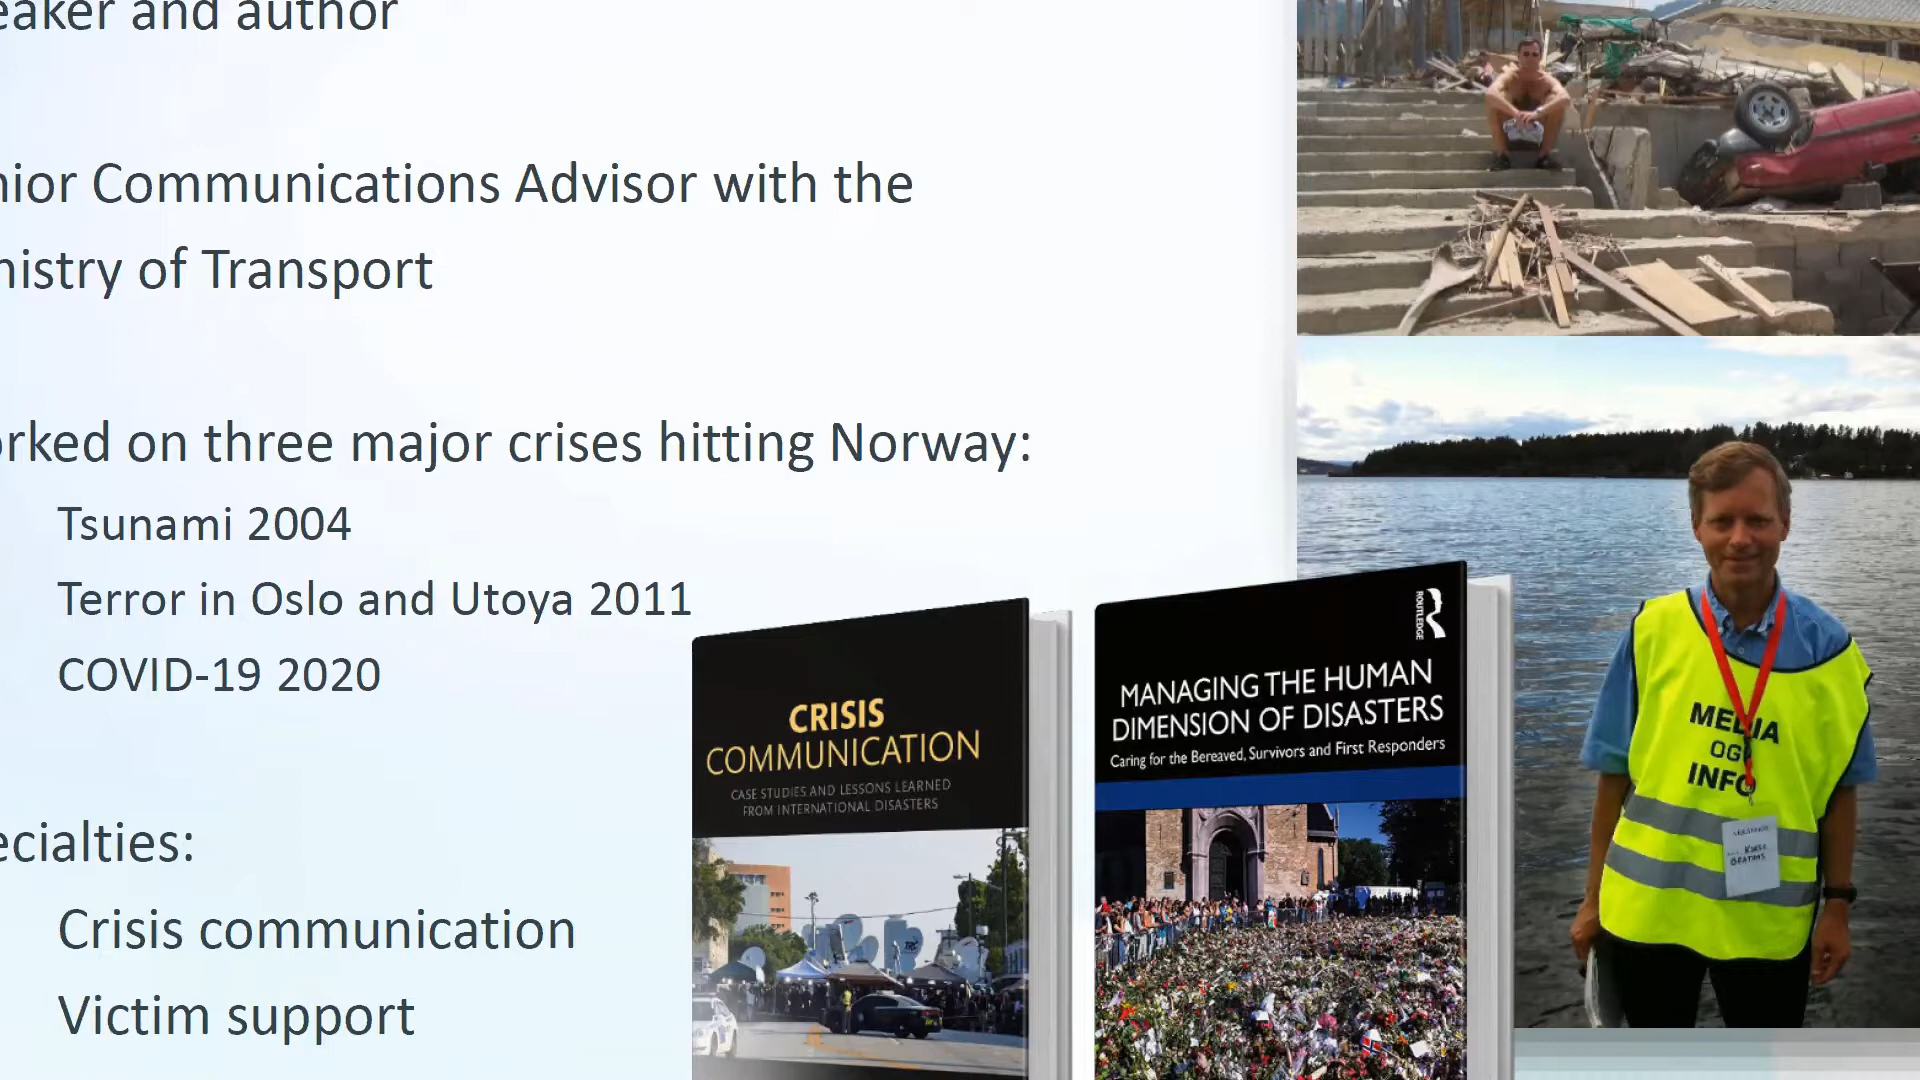 eaker and author
nior Communications Advisor with the
nistry of Transport
orked on three major crises hitting Norway:
Tsunami 2004
Terror in Oslo and Utoya 2011
COVID-19 2020
ecialties:
Crisis communication
Victim support
CRISIS
COMMUNICATION
CASE STUDIES AND LESSONS LEARNED
FROM INTERNATIONAL DISASTERS
ROUTLEDGE
MANAGING THE HUMAN
DIMENSION OF DISASTERS
Caring for the Bereaved, Survivors and First Responders
MEDIA
OG
INFO